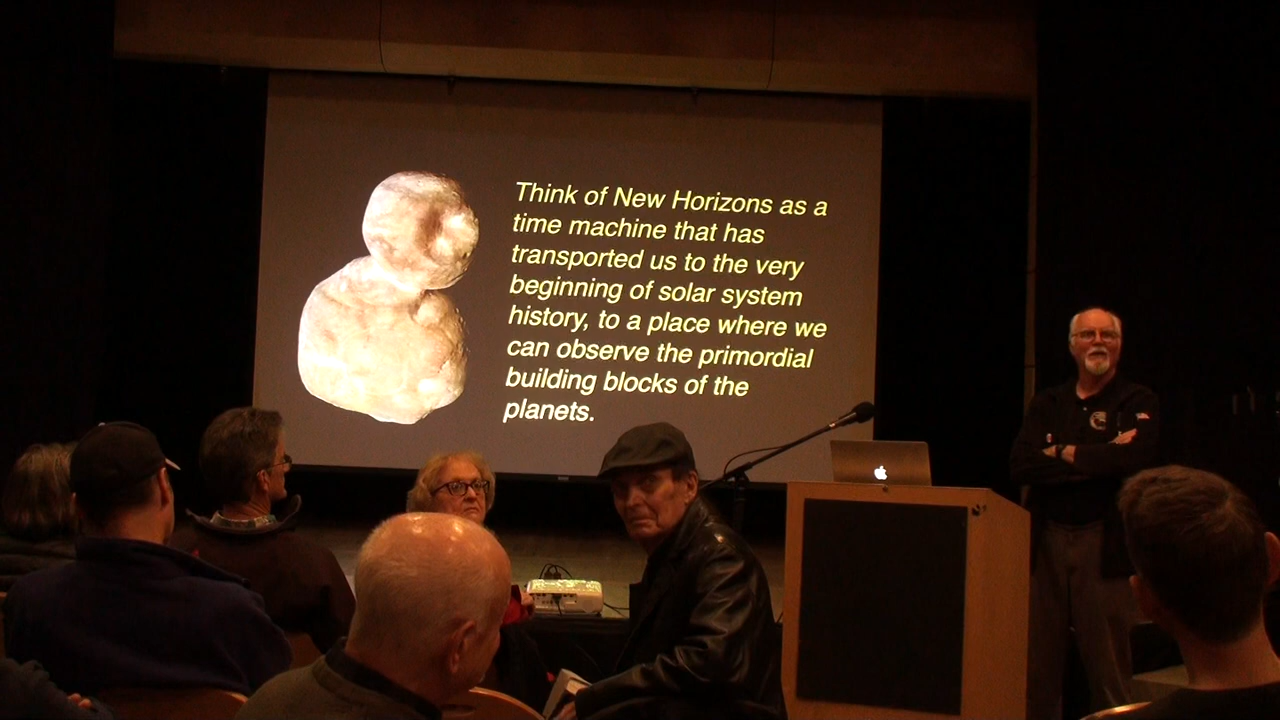 Think of New Horizons as a
time machine that has
transported us to the very
beginning of solar system
history, to a place where we
can observe the primordial
building blocks of the
planets.